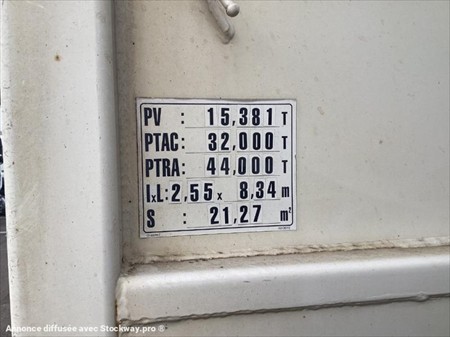 PV : 15,381 T
PTAC: 32,000 T
PTRA: 44,000 T
lxL: 2,55 x 8,34 m
S : 21,27 m²
Annonce diffusée avec Stockway.pro ®